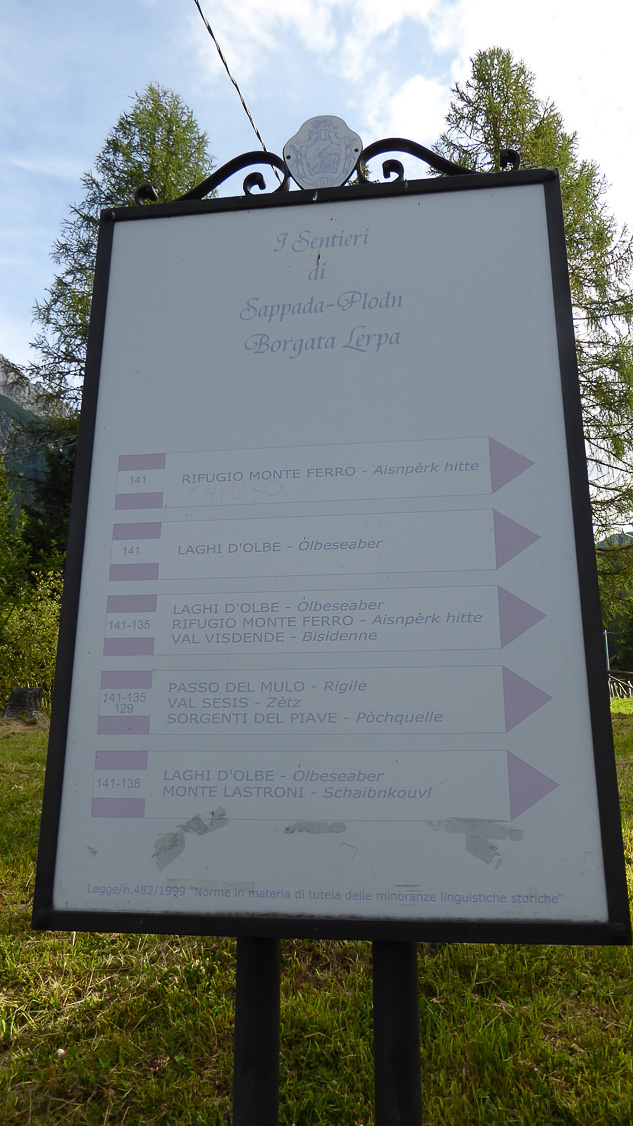 I Sentieri
di
Sappada-Plodn
Borgata Lerpa
141
RIFUGIO MONTE FERRO - Aisnpèrk hitte
141
LAGHI D'OLBE - Òlbeseaber
141-135
LAGHI D'OLBE - Òlbeseaber
RIFUGIO MONTE FERRO - Aisnpèrk hitte
VAL VISDENDE - Bisidenne
141-135
129
PASSO DEL MULO - Rigile
VAL SESIS - Zètz
SORGENTI DEL PIAVE - Pòchquelle
141-138
LAGHI D'OLBE - Òlbeseaber
MONTE LASTRONI - Schaibnkouvl
Legge/n.482/1999 "Norme in materia di tutela delle minoranze linguistiche storiche"